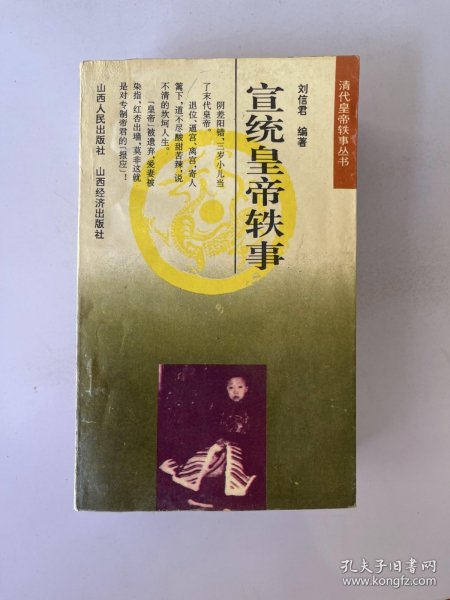 清代皇帝轶事丛书
刘信君 编著
宣统皇帝轶事
阴差阳错，三岁小儿当
了末代皇帝。
退位、逼宫、离宫、寄人
篱下，道不尽酸甜苦辣，说
不清的坎坷人生。
「皇帝」被遗弃，爱妻被
染指，红杏出墙，莫非这就
是对专制帝君的「报应」！
山西人民出版社 山西经济出版社
孔夫子旧书网
www.kongfz.com